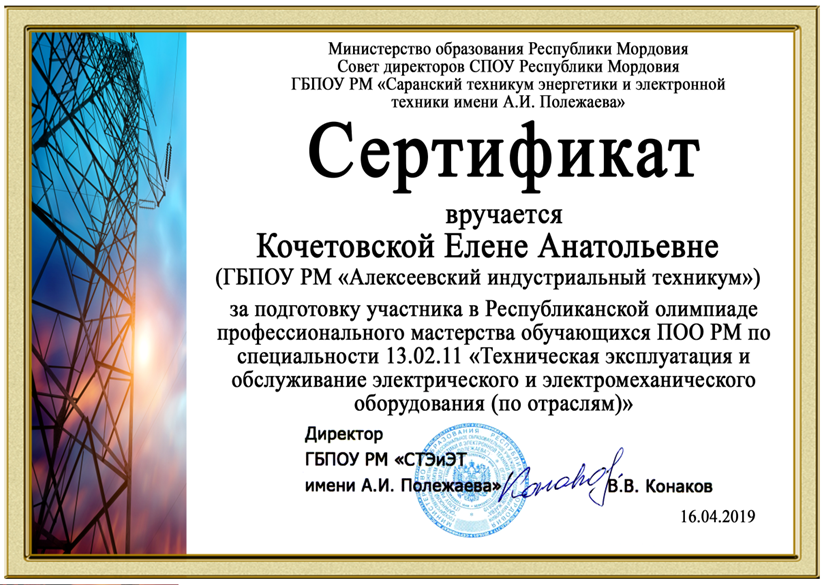 Министерство образования Республики Мордовия
Совет директоров СПОУ Республики Мордовия
ГБПОУ РМ «Саранский техникум энергетики и электронной
техники имени А.И. Полежаева»
Сертификат
вручается
Кочетовской Елене Анатольевне
(ГБПОУ РМ «Алексеевский индустриальный техникум»)
за подготовку участника в Республиканской олимпиаде
профессионального мастерства обучающихся ПОО РМ по
специальности 13.02.11 «Техническая эксплуатация и
обслуживание электрического и электромеханического
оборудования (по отраслям)»
Директор
ГБПОУ РМ «СТЭиЭТ
имени А.И. Полежаева» В.В. Конаков
16.04.2019